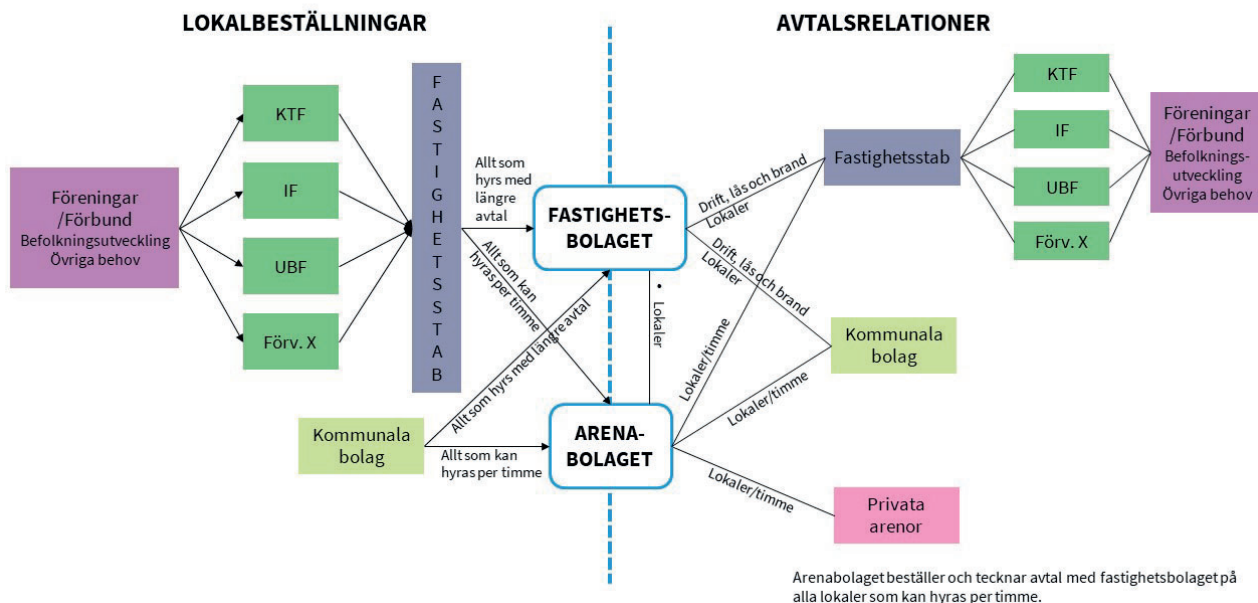 LOKALBESTÄLLNINGAR
Föreningar
/Förbund
Befolkningsutveckling
Övriga behov
KTF
IF
UBF
Förv. X
FASTIGHETSSTAB
Allt som
hyrs med
längre
avtal
Allt som kan
hyras per timme
Allt som hyrs med längre avtal
Kommunala
bolag
Allt som kan
hyras per timme
FASTIGHETS-
BOLAGET
• Lokaler
ARENA-
BOLAGET
AVTALSRELATIONER
Drift, lås och brand
Lokaler
Drift, lås och brand
Lokaler
Lokaler/timme
Lokaler/timme
Lokaler/timme
Fastighetsstab
KTF
IF
UBF
Förv. X
Föreningar
/Förbund
Befolknings-
utveckling
Övriga behov
Kommunala
bolag
Privata
arenor
Arenabolaget beställer och tecknar avtal med fastighetsbolaget på
alla lokaler som kan hyras per timme.